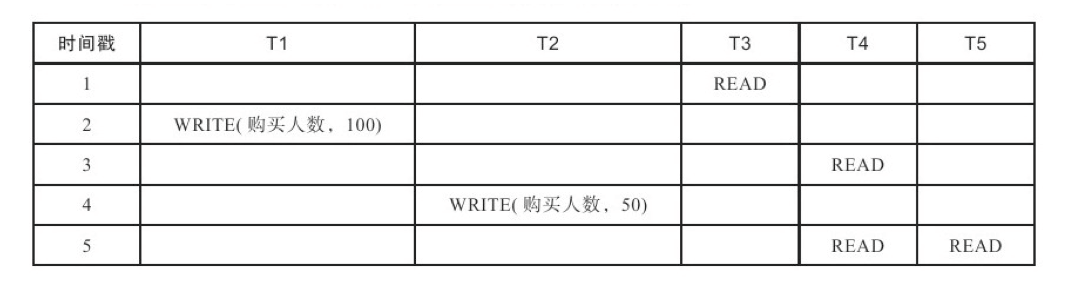 时间戳 T1 T2 T3 T4 T5
1 READ
2 WRITE( 购买人数，100)
3 READ
4 WRITE( 购买人数，50)
5 READ READ